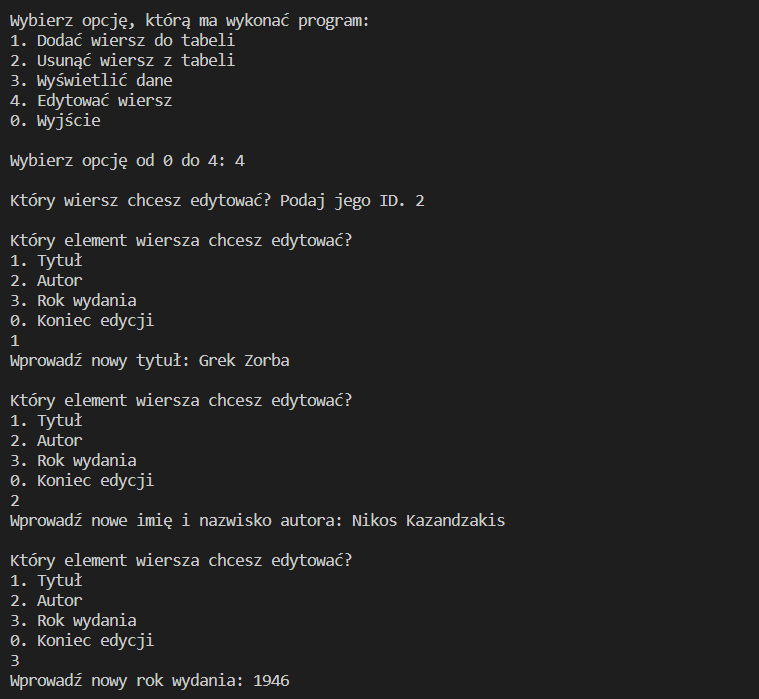 Wybierz opcję, którą ma wykonać program:
1. Dodać wiersz do tabeli
2. Usunąć wiersz z tabeli
3. Wyświetlić dane
4. Edytować wiersz
0. Wyjście
Wybierz opcję od 0 do 4: 4
Który wiersz chcesz edytować? Podaj jego ID. 2
Który element wiersza chcesz edytować?
1. Tytuł
2. Autor
3. Rok wydania
0. Koniec edycji
1
Wprowadź nowy tytuł: Grek Zorba
Który element wiersza chcesz edytować?
1. Tytuł
2. Autor
3. Rok wydania
0. Koniec edycji
2
Wprowadź nowe imię i nazwisko autora: Nikos Kazandzakis
Który element wiersza chcesz edytować?
1. Tytuł
2. Autor
3. Rok wydania
0. Koniec edycji
3
Wprowadź nowy rok wydania: 1946